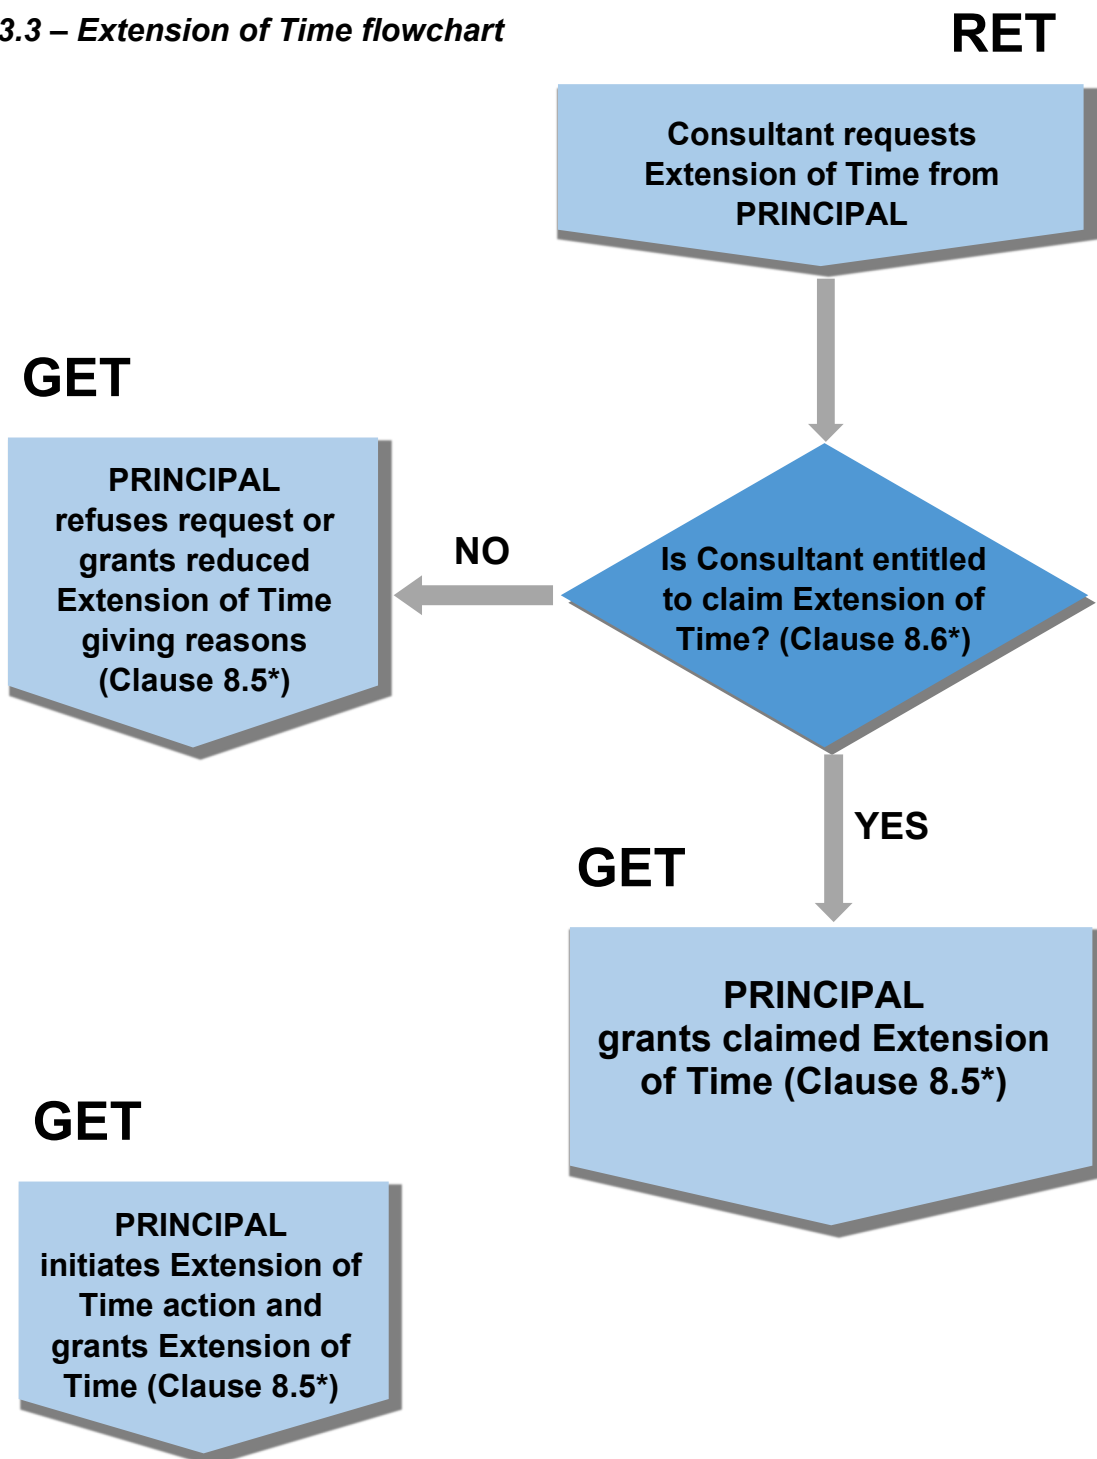 3.3 – Extension of Time flowchart
RET
Consultant requests
Extension of Time from
PRINCIPAL
GET
PRINCIPAL
refuses request or
grants reduced
Extension of Time
giving reasons
(Clause 8.5*)
NO
Is Consultant entitled
to claim Extension of
Time? (Clause 8.6*)
YES
GET
PRINCIPAL
grants claimed Extension
of Time (Clause 8.5*)
GET
PRINCIPAL
initiates Extension of
Time action and
grants Extension of
Time (Clause 8.5*)